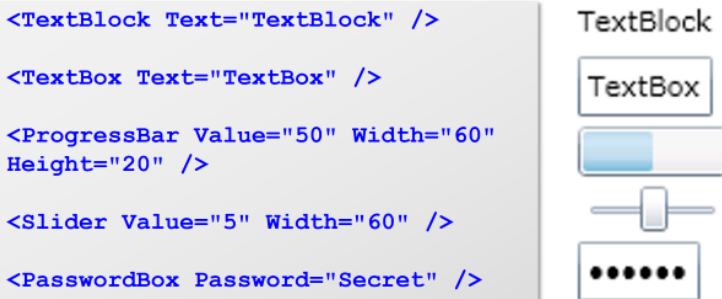 <TextBlock Text="TextBlock" />
<TextBox Text="TextBox" />
<ProgressBar Value="50" Width="60"
Height="20" />
<Slider Value="5" Width="60" />
<PasswordBox Password="Secret" />
TextBlock
TextBox
●●●●●●